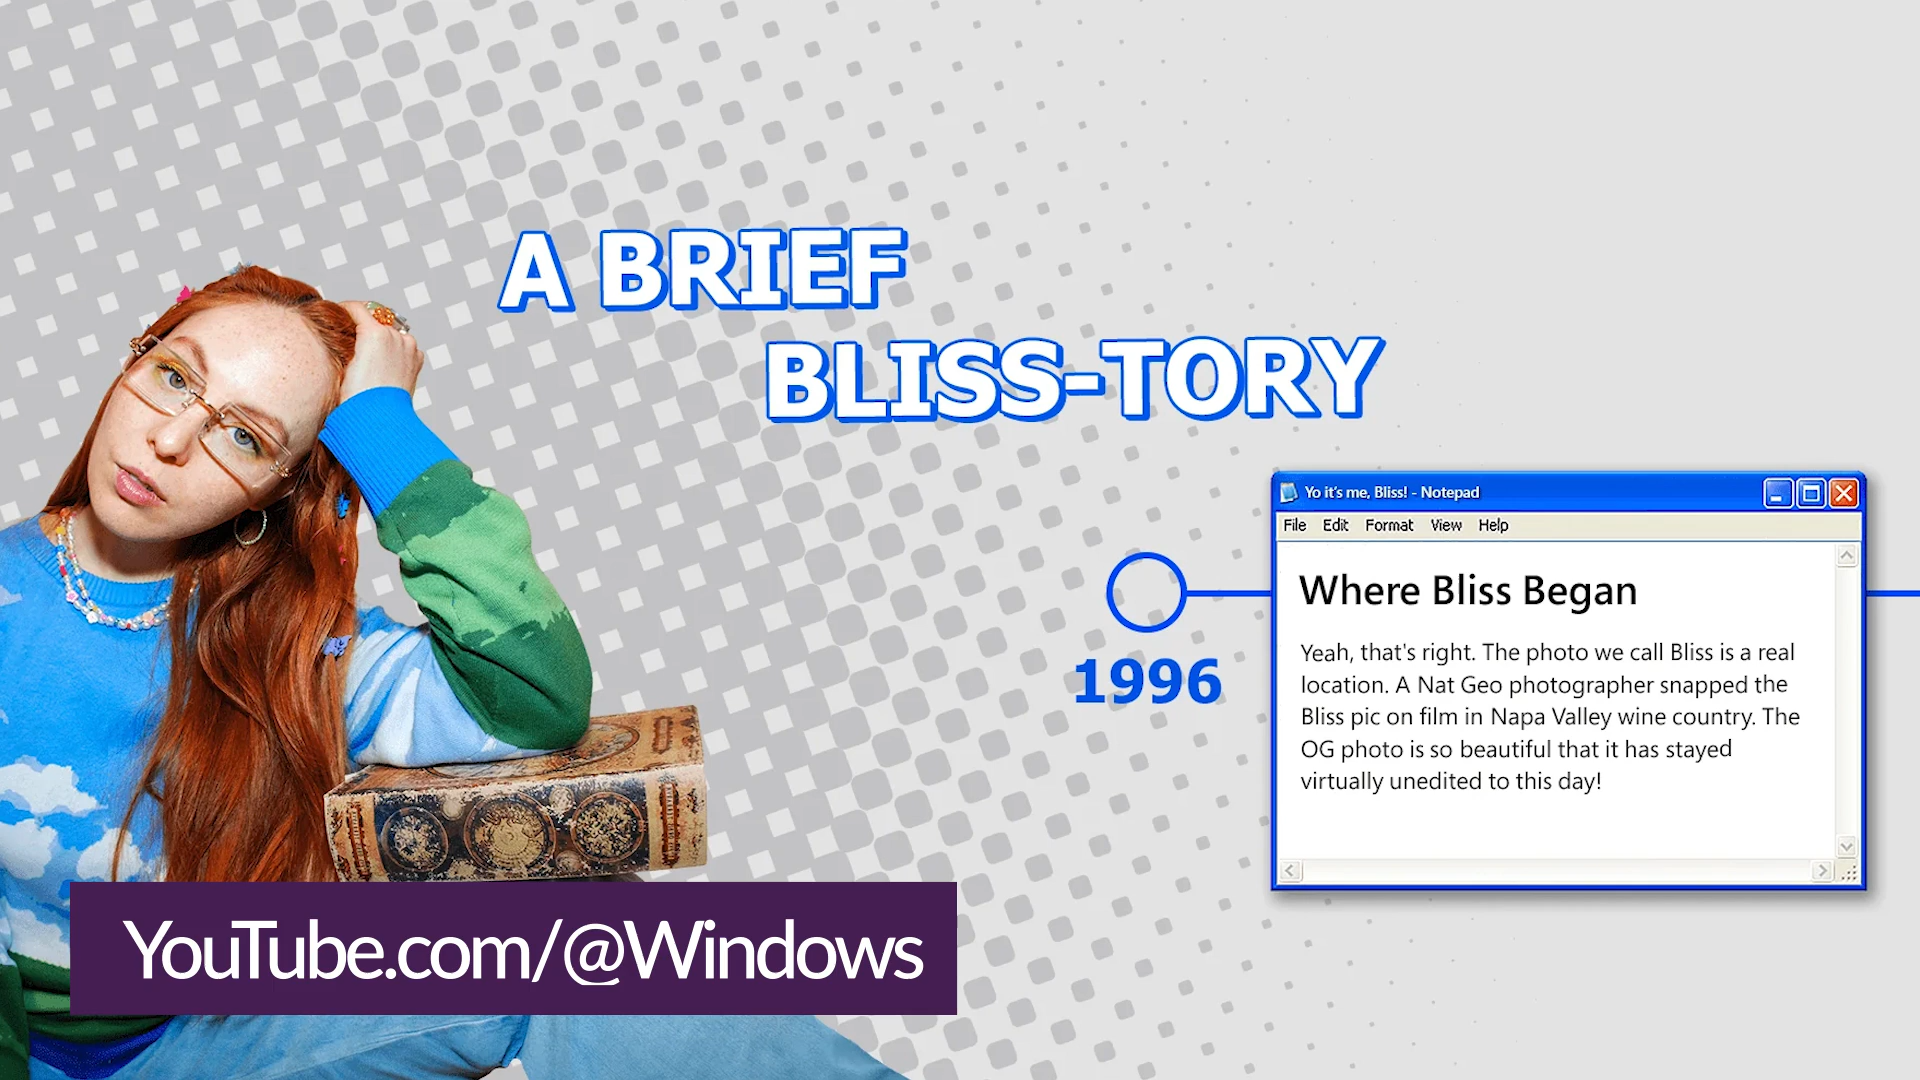 A BRIEF
BLISS-TORY
Yo it's me, Bliss! - Notepad
File Edit Format View Help
Where Bliss Began
Yeah, that's right. The photo we call Bliss is a real
location. A Nat Geo photographer snapped the
Bliss pic on film in Napa Valley wine country. The
OG photo is so beautiful that it has stayed
virtually unedited to this day!
1996
YouTube.com/@Windows